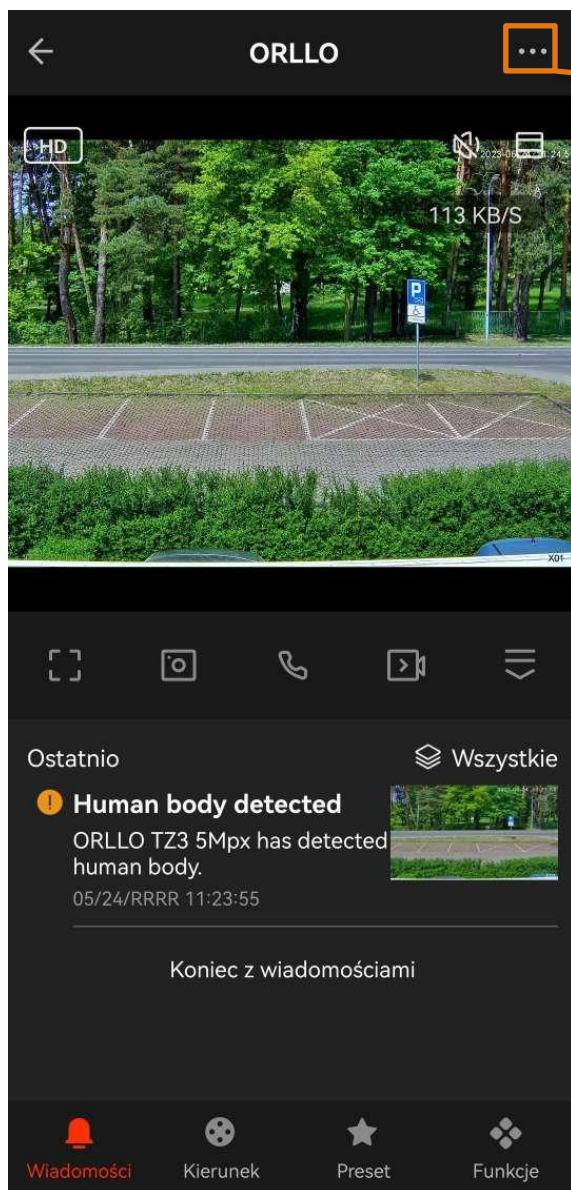 ORLLO
HD
113 KB/S
P
X01
Ostatnio
Wszystkie
Human body detected
ORLLO TZ3 5Mpx has detected
human body.
05/24/RRRR 11:23:55
Koniec z wiadomościami
Wiadomości
Kierunek
Preset
Funkcje